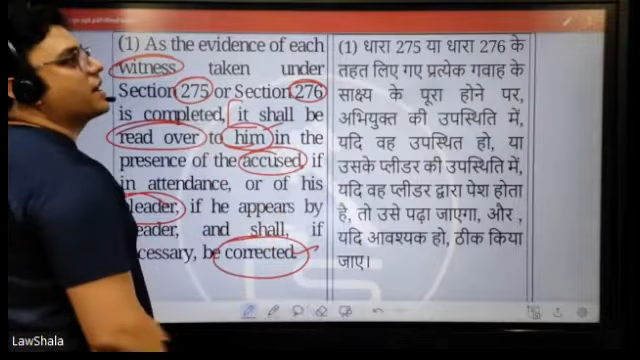 (1) As the evidence of each
witness taken under
Section 275 or Section 276
is completed, it shall be
read over to him in the
presence of the accused, if
in attendance, or of his
leader, if he appears by
eader, and shall, if
cessary, be corrected.
(1) धारा 275 या धारा 276 के
तहत लिए गए प्रत्येक गवाह के
साक्ष्य के पूरा होने पर,
अभियुक्त की उपस्थिति में,
यदि वह उपस्थित हो, या
उसके प्लीडर की उपस्थिति में,
यदि वह प्लीडर द्वारा पेश होता
है, तो उसे पढ़ा जाएगा, और ,
यदि आवश्यक हो, ठीक किया
जाए।
LawShala